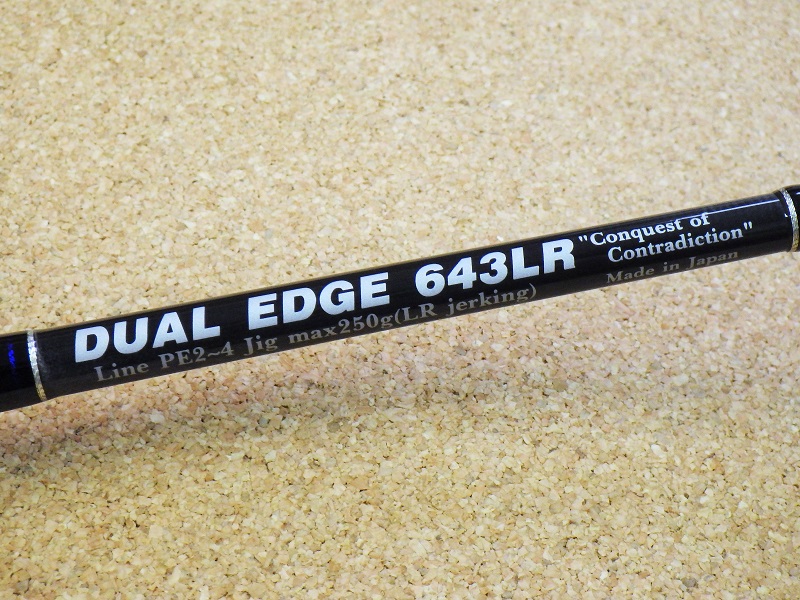 DUAL EDGE 643LR
"Conquest of
Contradiction"
Line PE2~4 Jig max250g(LR jerking)
Made in Japan